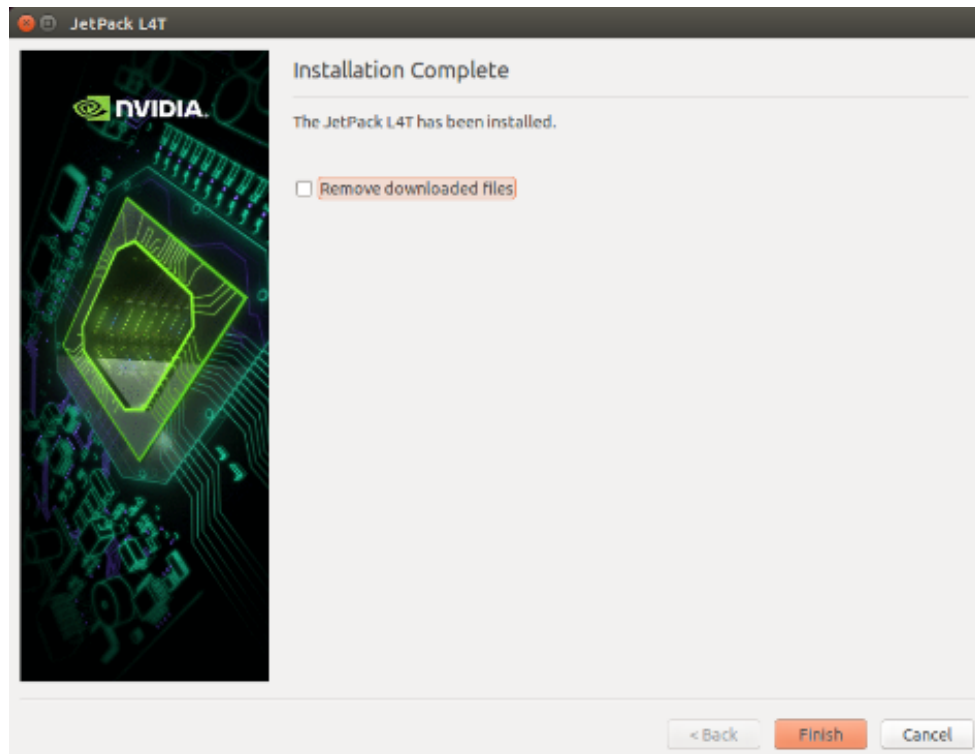 JetPack L4T
NVIDIA.
Installation Complete
The JetPack L4T has been installed.
Remove downloaded files
< Back
Finish
Cancel